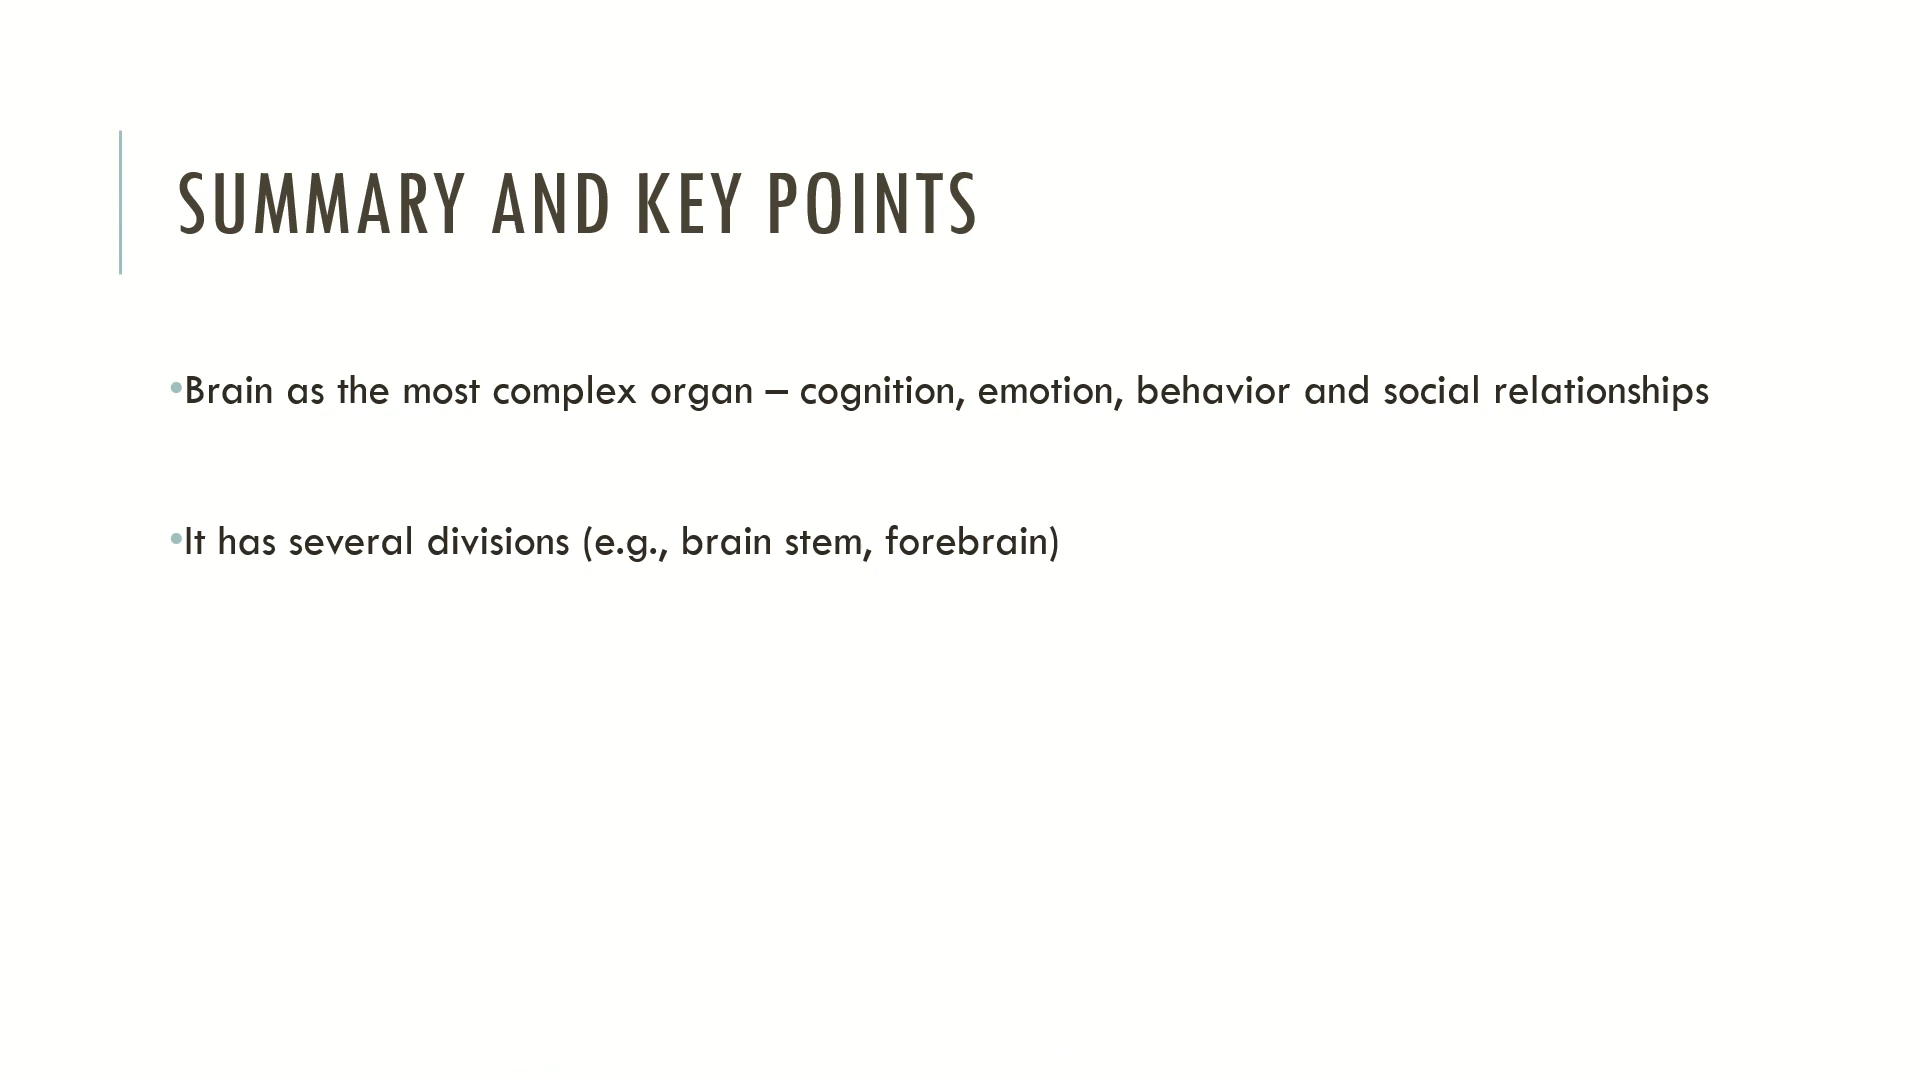 SUMMARY AND KEY POINTS
•Brain as the most complex organ – cognition, emotion, behavior and social relationships
•It has several divisions (e.g., brain stem, forebrain)